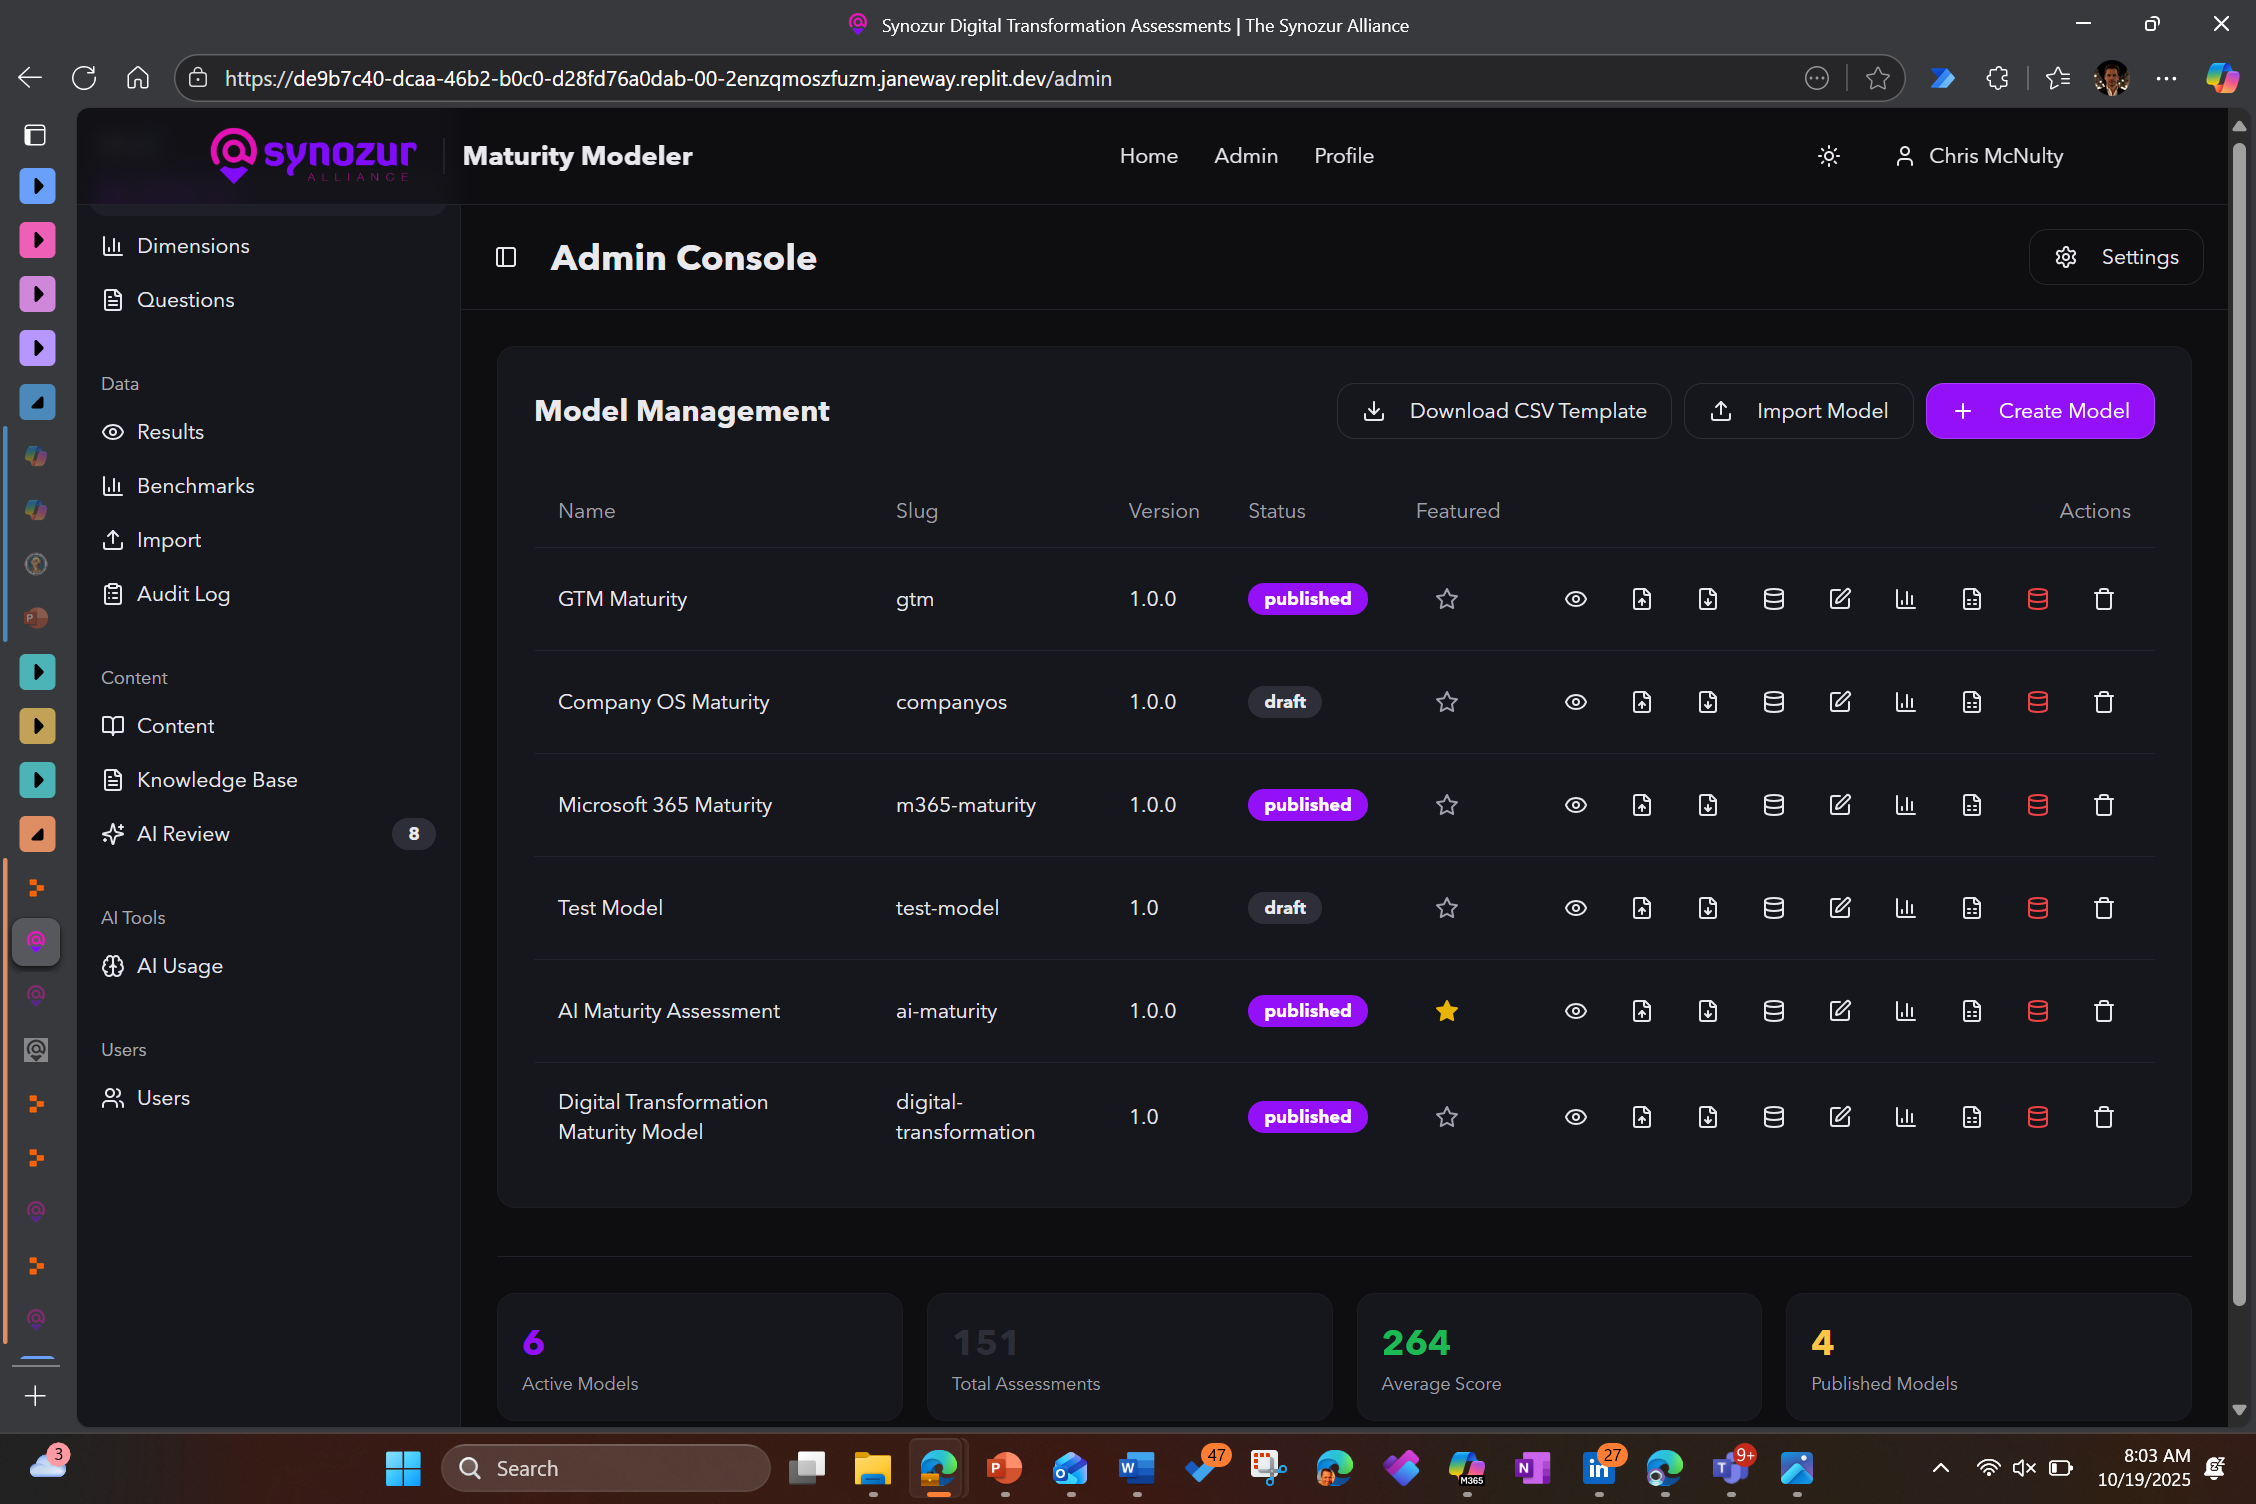 Synozur Digital Transformation Assessments | The Synozur Alliance
https://de9b7c40-dcaa-46b2-b0c0-d28fd76a0dab-00-2enzqmoszfuzm.janeway.replit.dev/admin
synozur
ALLIANCE
Maturity Modeler
Home
Admin
Profile
Chris McNulty
Dimensions
Questions
Data
Results
Benchmarks
Import
Audit Log
Content
Content
Knowledge Base
AI Review
8
AI Tools
AI Usage
Users
Users
Admin Console
Settings
Model Management
Download CSV Template
Import Model
Create Model
Name Slug Version Status Featured Actions
GTM Maturity gtm 1.0.0 published
Company OS Maturity companyos 1.0.0 draft
Microsoft 365 Maturity m365-maturity 1.0.0 published
Test Model test-model 1.0 draft
AI Maturity Assessment ai-maturity 1.0.0 published
Digital Transformation
Maturity Model
digital-
transformation
1.0
published
6
Active Models
151
Total Assessments
264
Average Score
4
Published Models
3
Search
47
M365
27
9+
8:03 AM
10/19/2025